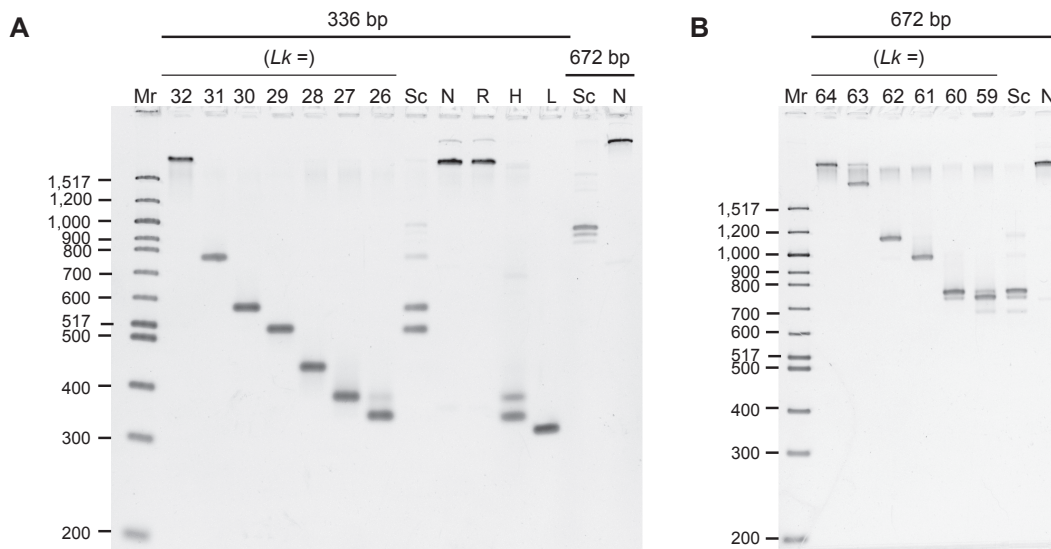 A
336 bp
(Lk =)
672 bp
Mr 32 31 30 29 28 27 26 Sc N R H L Sc N
1,517
1,200
1,000
900
800
700
600
517
500
400
300
200
B
672 bp
(Lk =)
Mr 64 63 62 61 60 59 Sc N
1,517
1,200
1,000
900
800
700
600
517
500
400
300
200